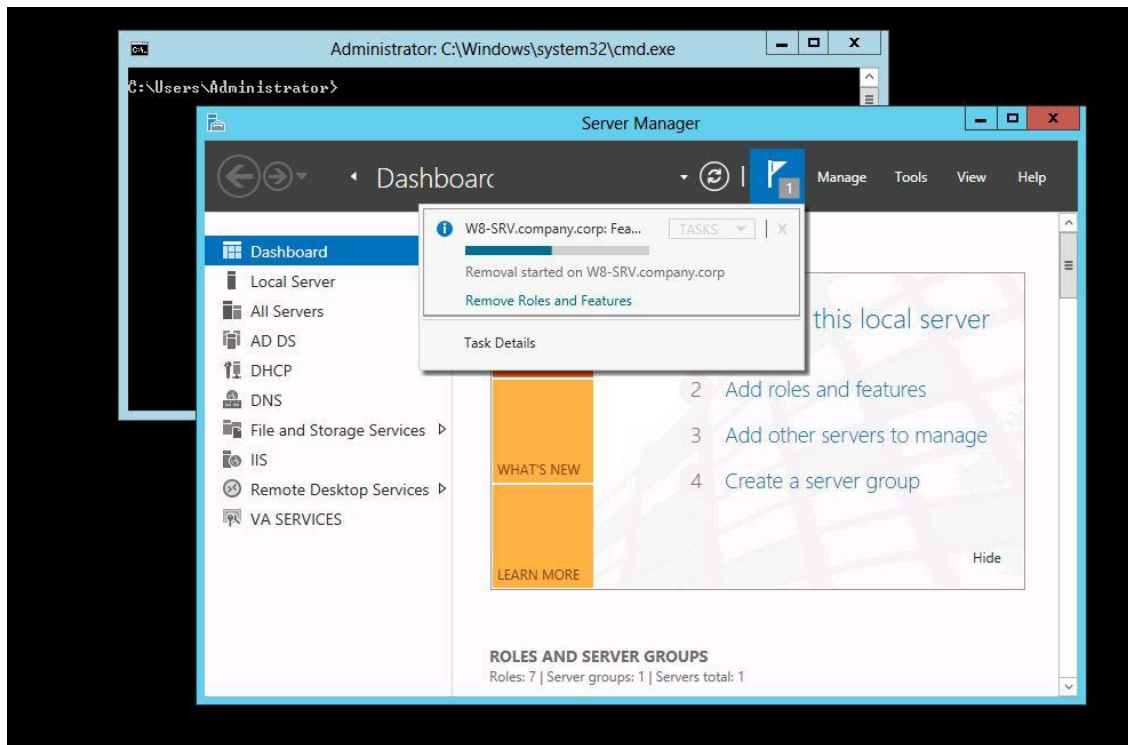 Administrator: C:\Windows\system32\cmd.exe
C:\Users\Administrator>
Server Manager
Dashboard
1
Manage Tools View Help
W8-SRV.company.corp: Fea... TASKS
Removal started on W8-SRV.company.corp
Remove Roles and Features
Task Details
Dashboard
Local Server
All Servers
AD DS
DHCP
DNS
File and Storage Services
IIS
Remote Desktop Services
VA SERVICES
this local server
2 Add roles and features
3 Add other servers to manage
4 Create a server group
WHAT'S NEW
LEARN MORE
Hide
ROLES AND SERVER GROUPS
Roles: 7 | Server groups: 1 | Servers total: 1